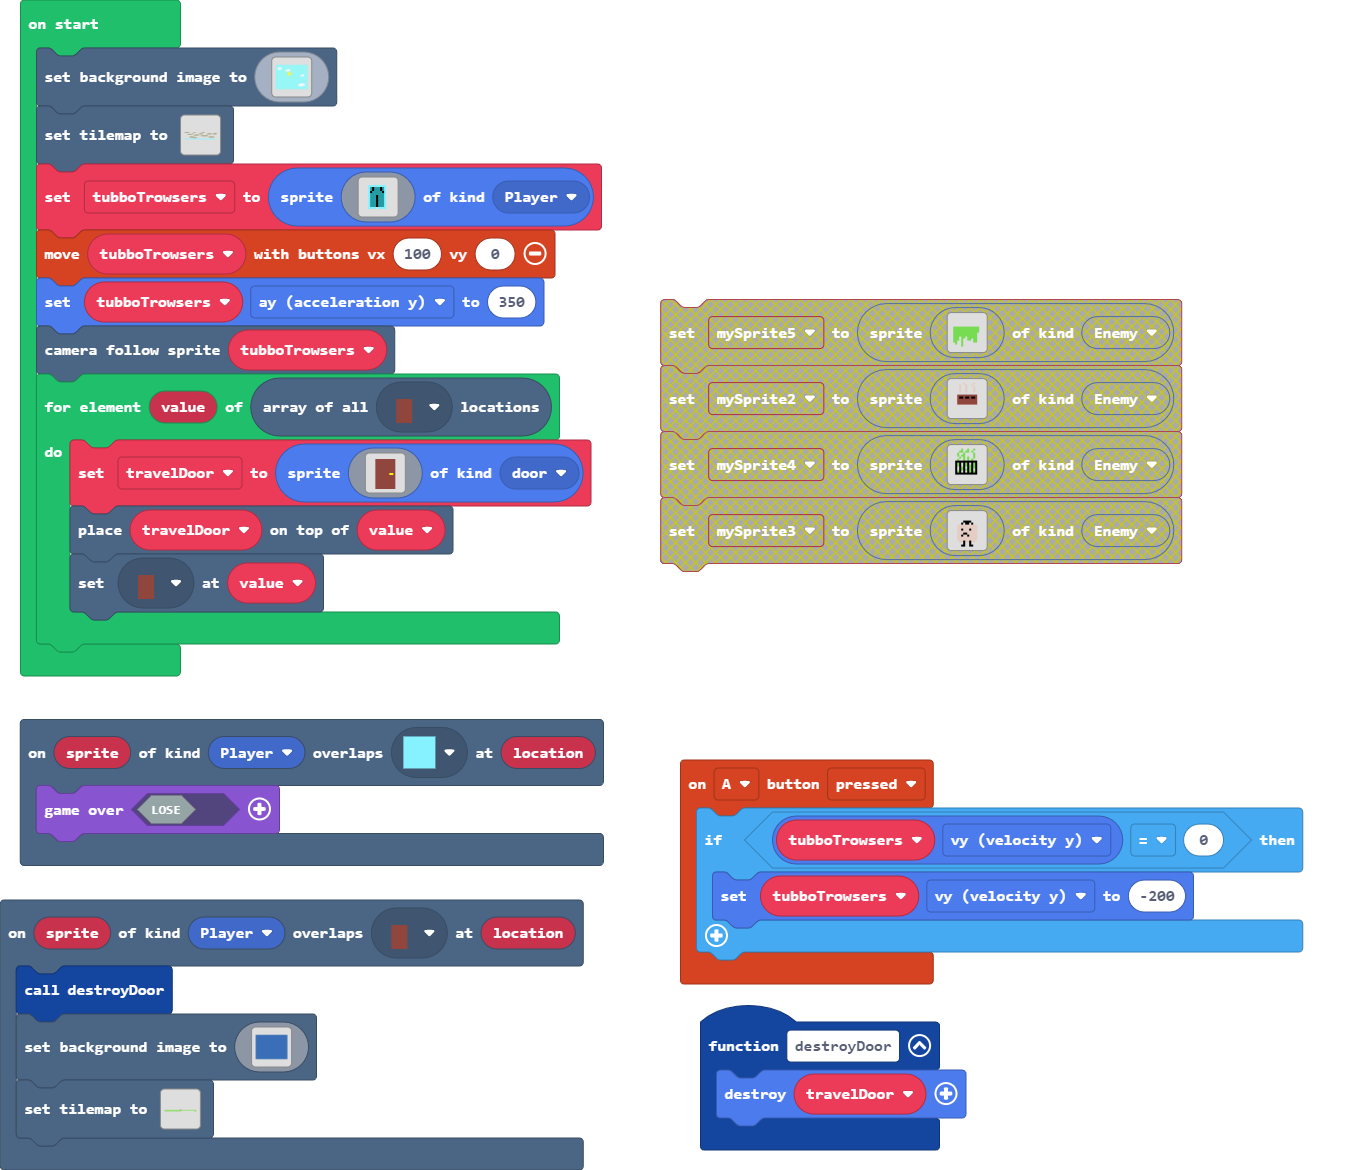 on start
set background image to
set tilemap to
set tubboTrowsers to sprite of kind Player
move tubboTrowsers with buttons vx 100 vy 0
set tubboTrowsers ay (acceleration y) to 350
camera follow sprite tubboTrowsers
for element value of array of all locations
do
set travelDoor to sprite of kind door
place travelDoor on top of value
set at value
set mySprite5 to sprite of kind Enemy
set mySprite2 to sprite of kind Enemy
set mySprite4 to sprite of kind Enemy
set mySprite3 to sprite of kind Enemy
on sprite of kind Player overlaps at location
game over LOSE
on sprite of kind Player overlaps at location
call destroyDoor
set background image to
set tilemap to
on A button pressed
if tubboTrowsers vy (velocity y) = 0 then
set tubboTrowsers vy (velocity y) to -200
function destroyDoor
destroy travelDoor